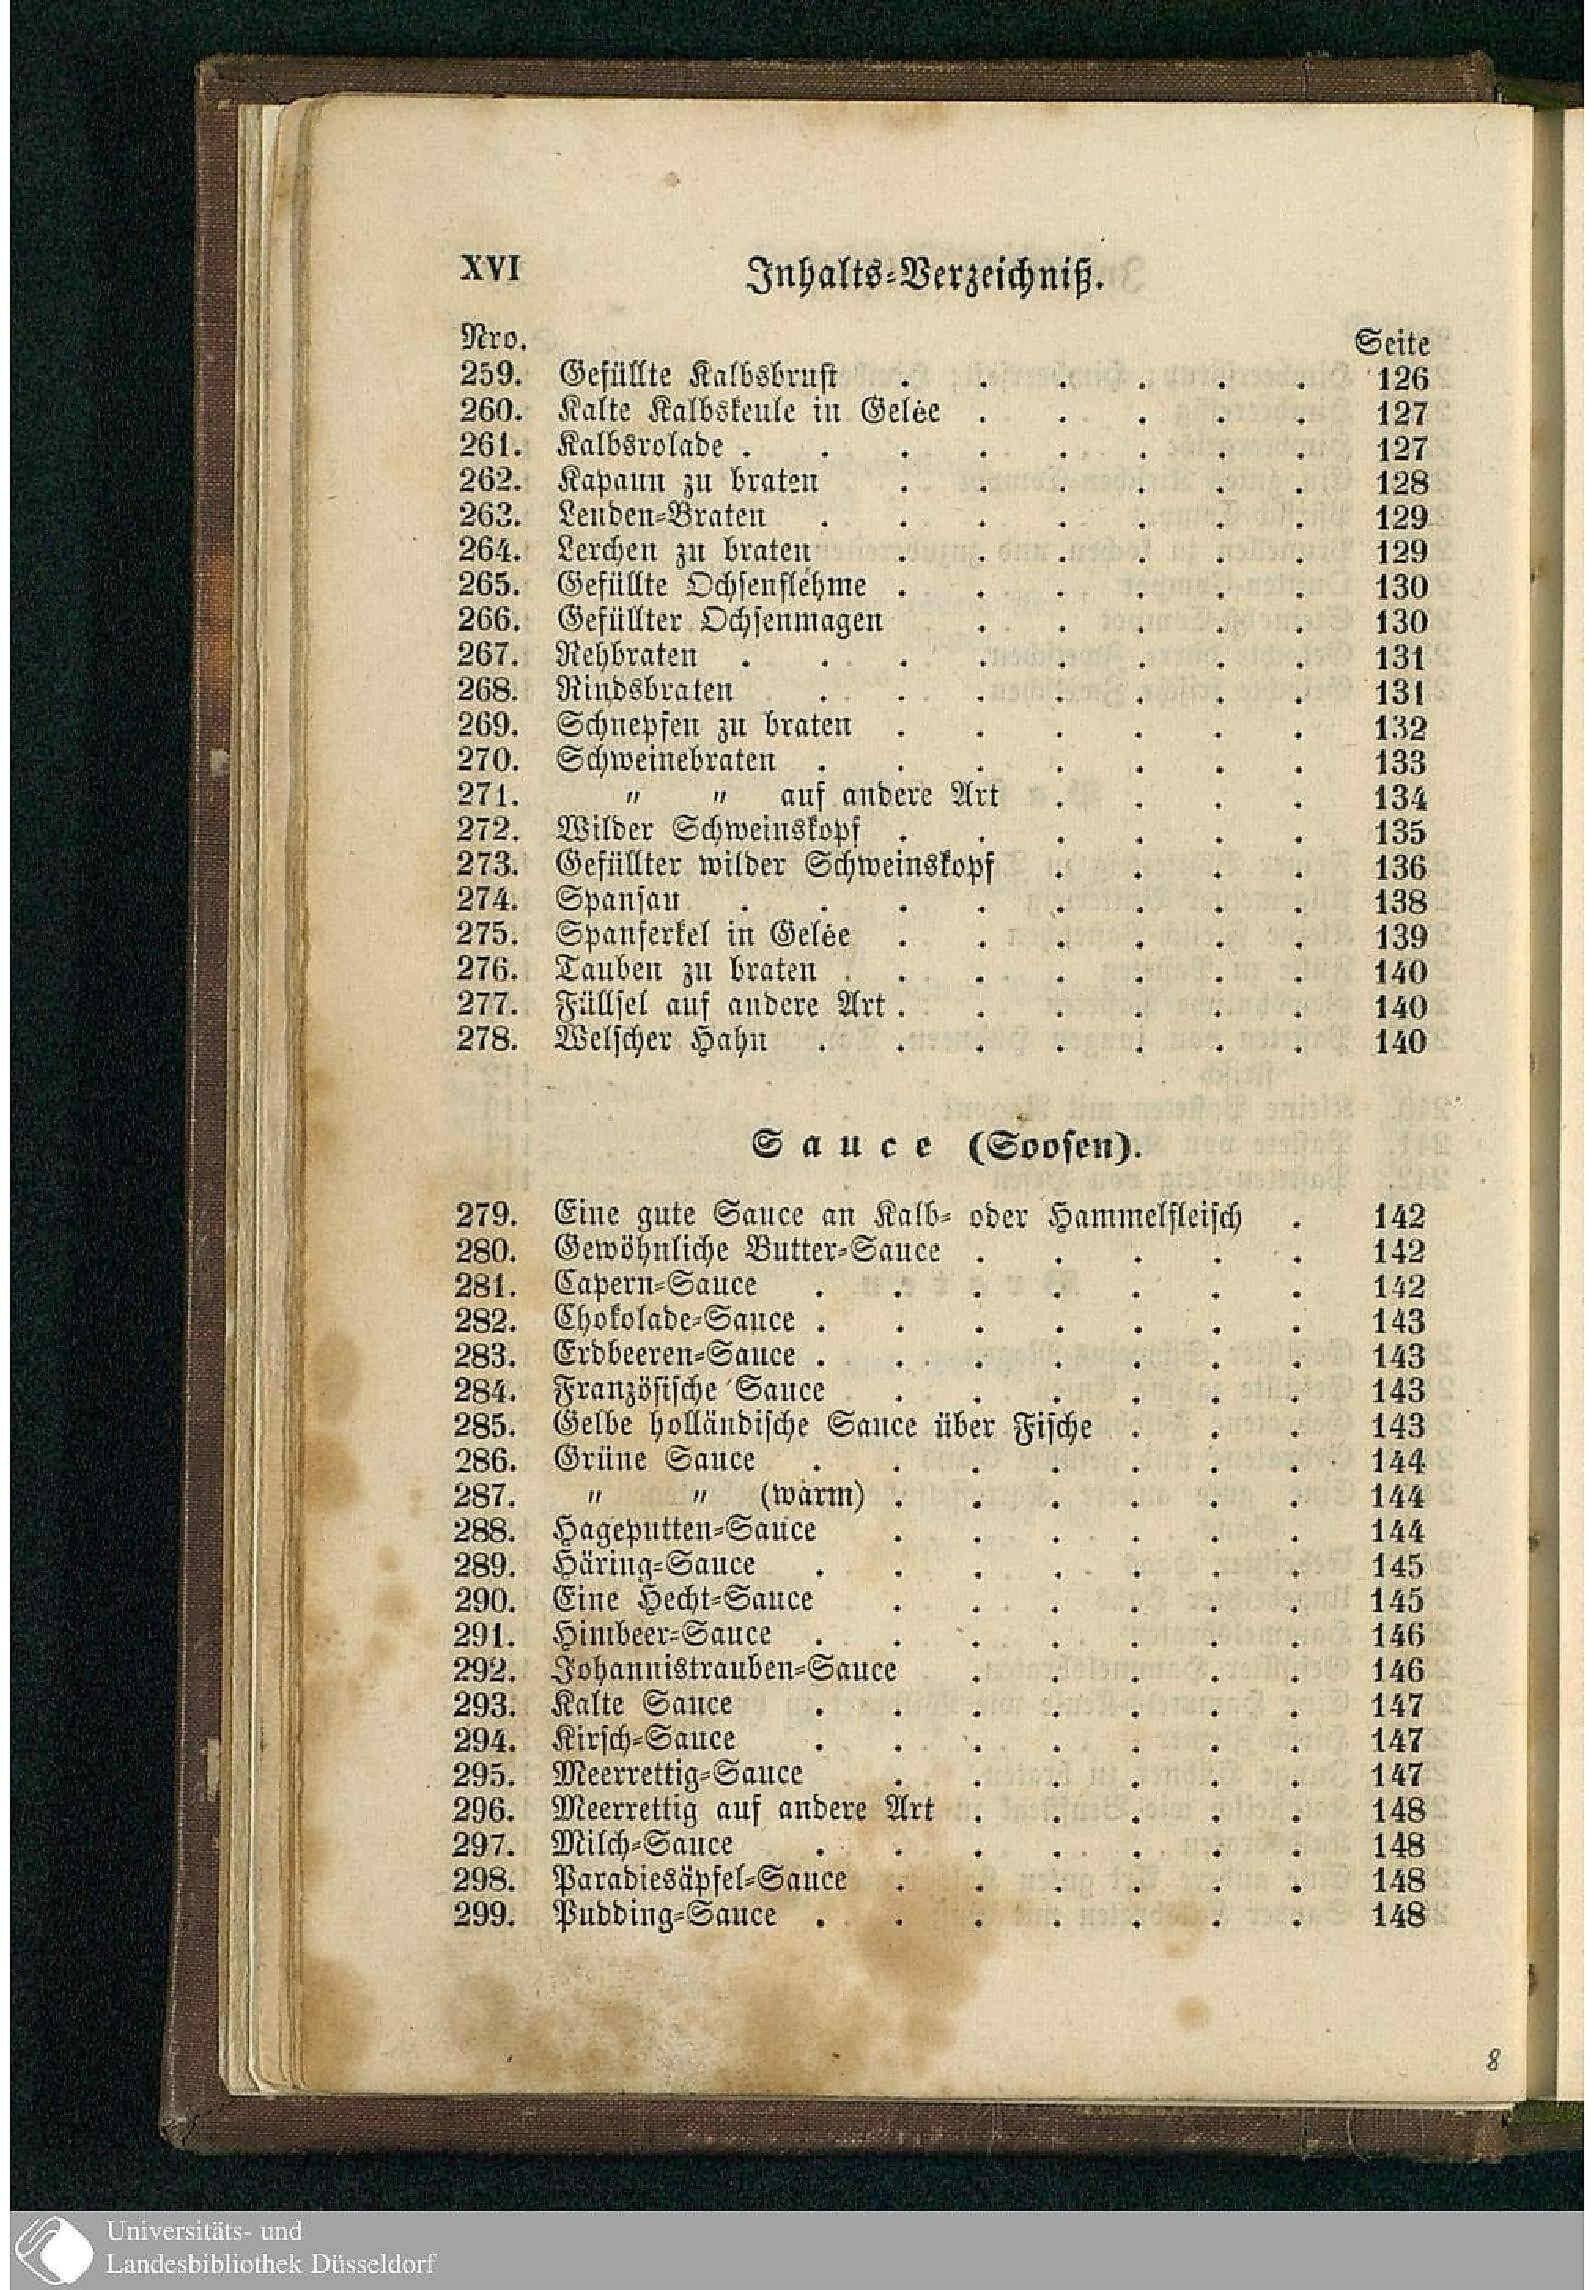 XVI Inhalts-Verzeichniß.
Nro. Seite
259. Gefüllte Kalbsbrust . . . . . . 126
260. Kalte Kalbskeule in Gelée . . . . . 127
261. Kalbsrolade . . . . . . . . 127
262. Kapaun zu braten . . . . . . 128
263. Lenden-Braten . . . . . . . 129
264. Lerchen zu braten . . . . . . 129
265. Gefüllte Ochsenflehme . . . . . . 130
266. Gefüllter Ochsenmagen . . . . . 130
267. Rehbraten . . . . . . . . 131
268. Rindsbraten . . . . . . . 131
269. Schnepfen zu braten . . . . . . 132
270. Schweinebraten . . . . . . . 133
271. " " auf andere Art . . . . 134
272. Wilder Schweinskopf . . . . . . 135
273. Gefüllter wilder Schweinskopf . . . . 136
274. Spansau . . . . . . . . 138
275. Spanferkel in Gelée . . . . . . 139
276. Tauben zu braten . . . . . . . 140
277. Füllsel auf andere Art . . . . . . 140
278. Welscher Hahn . . . . . . . 140
Sauce (Soosen).
279. Eine gute Sauce an Kalb- oder Hammelfleisch . 142
280. Gewöhnliche Butter-Sauce . . . . . 142
281. Capern-Sauce . . . . . . . 142
282. Chokolade-Sauce . . . . . . . 143
283. Erdbeeren-Sauce . . . . . . . 143
284. Französische Sauce . . . . . . 143
285. Gelbe holländische Sauce über Fische . . . 143
286. Grüne Sauce . . . . . . . 144
287. " " (warm) . . . . . . 144
288. Hageputten-Sauce . . . . . . 144
289. Häring-Sauce . . . . . . . 145
290. Eine Hecht-Sauce . . . . . . 145
291. Himbeer-Sauce . . . . . . . 146
292. Johannistrauben-Sauce . . . . . 146
293. Kalte Sauce . . . . . . . 147
294. Kirsch-Sauce . . . . . . . 147
295. Meerrettig-Sauce . . . . . . 147
296. Meerrettig auf andere Art . . . . . 148
297. Milch-Sauce . . . . . . . 148
298. Paradiesäpfel-Sauce . . . . . . 148
299. Pudding-Sauce . . . . . . . 148
8
Universitäts- und
Landesbibliothek Düsseldorf